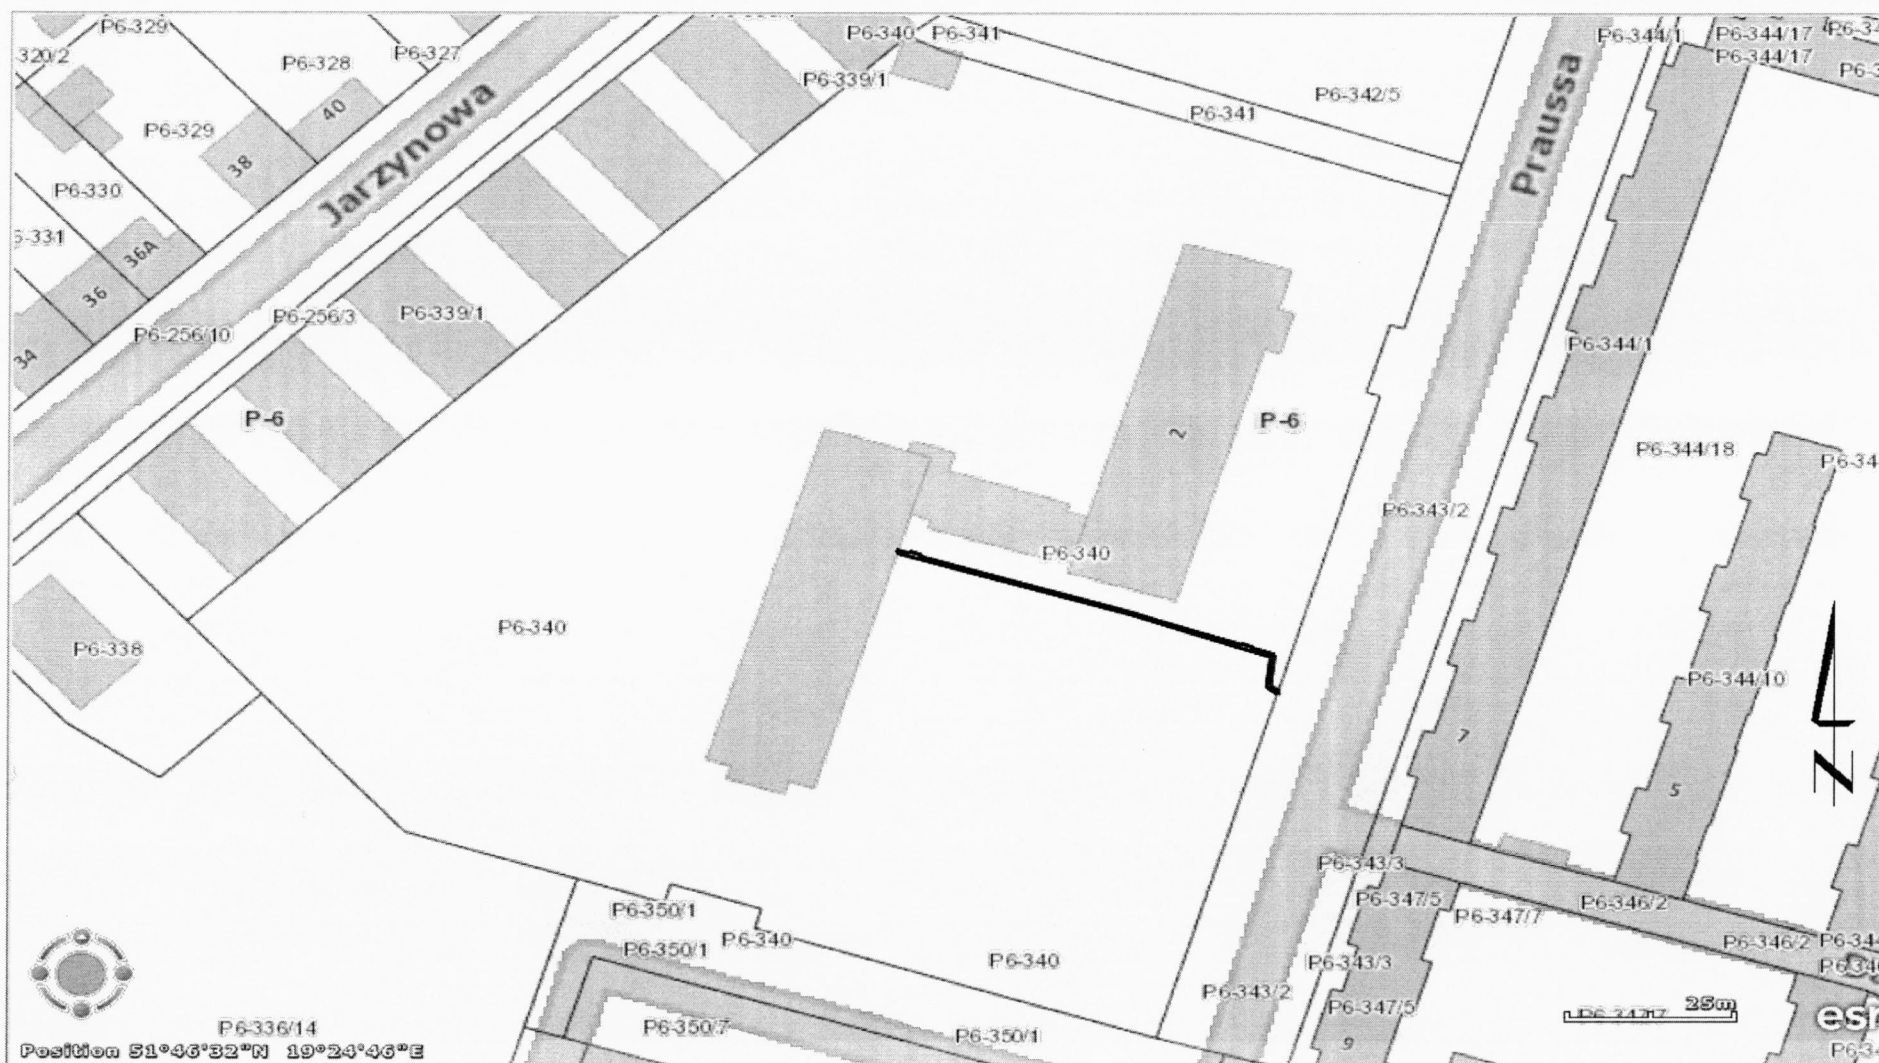 P6-329
P6-340 P6-341
P6-344/1
P6-344/17
320/2
P6-328
P6-327
P6-339/1
P6-342/5
P6-344/17
P6-341
P6-329
40
38
Jarzynowa
Praussa
P6-330
36A
36
34
P6-256/10
P6-256/3
P6-339/1
P6-344/1
P-6
P-6
2
P6-344/18
P6-343/2
P6-340
P6-340
P6-338
P6-344/10
7
5
N
P6-343/3
P6-347/5
P6-347/7
P6-346/2
P6-350/1
P6-350/1
P6-340
P6-340
P6-346/2
P6-343/3
P6-343/2
P6-347/5
25m
P6-336/14
P6-350/7
P6-350/1
9
Position 51°46'32"N 19°24'46"E